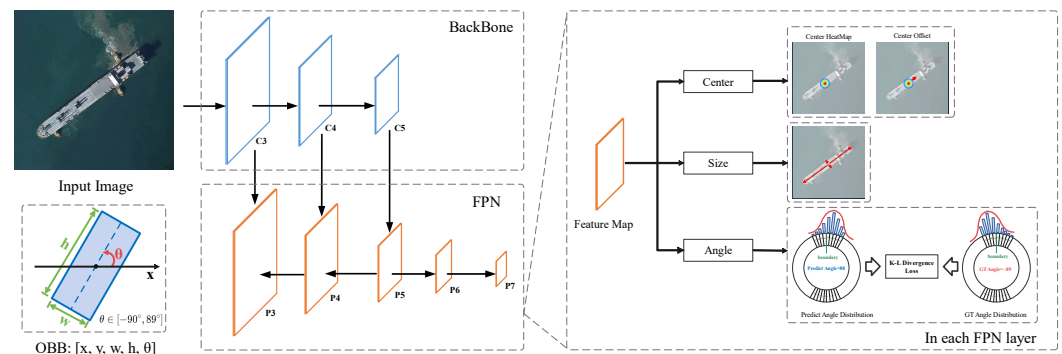 BackBone
C3
C4
C5
Input Image
FPN
P3
P4
P5
P6
P7
h
w
θ
x
θ ∈ [−90°, 89°]
OBB: [x, y, w, h, θ]
Feature Map
Center
Size
Angle
Center HeatMap
Center Offset
boundary
Predict Angle=88
K-L Divergence
Loss
boundary
GT Angle=-89
Predict Angle Distribution
GT Angle Distribution
In each FPN layer